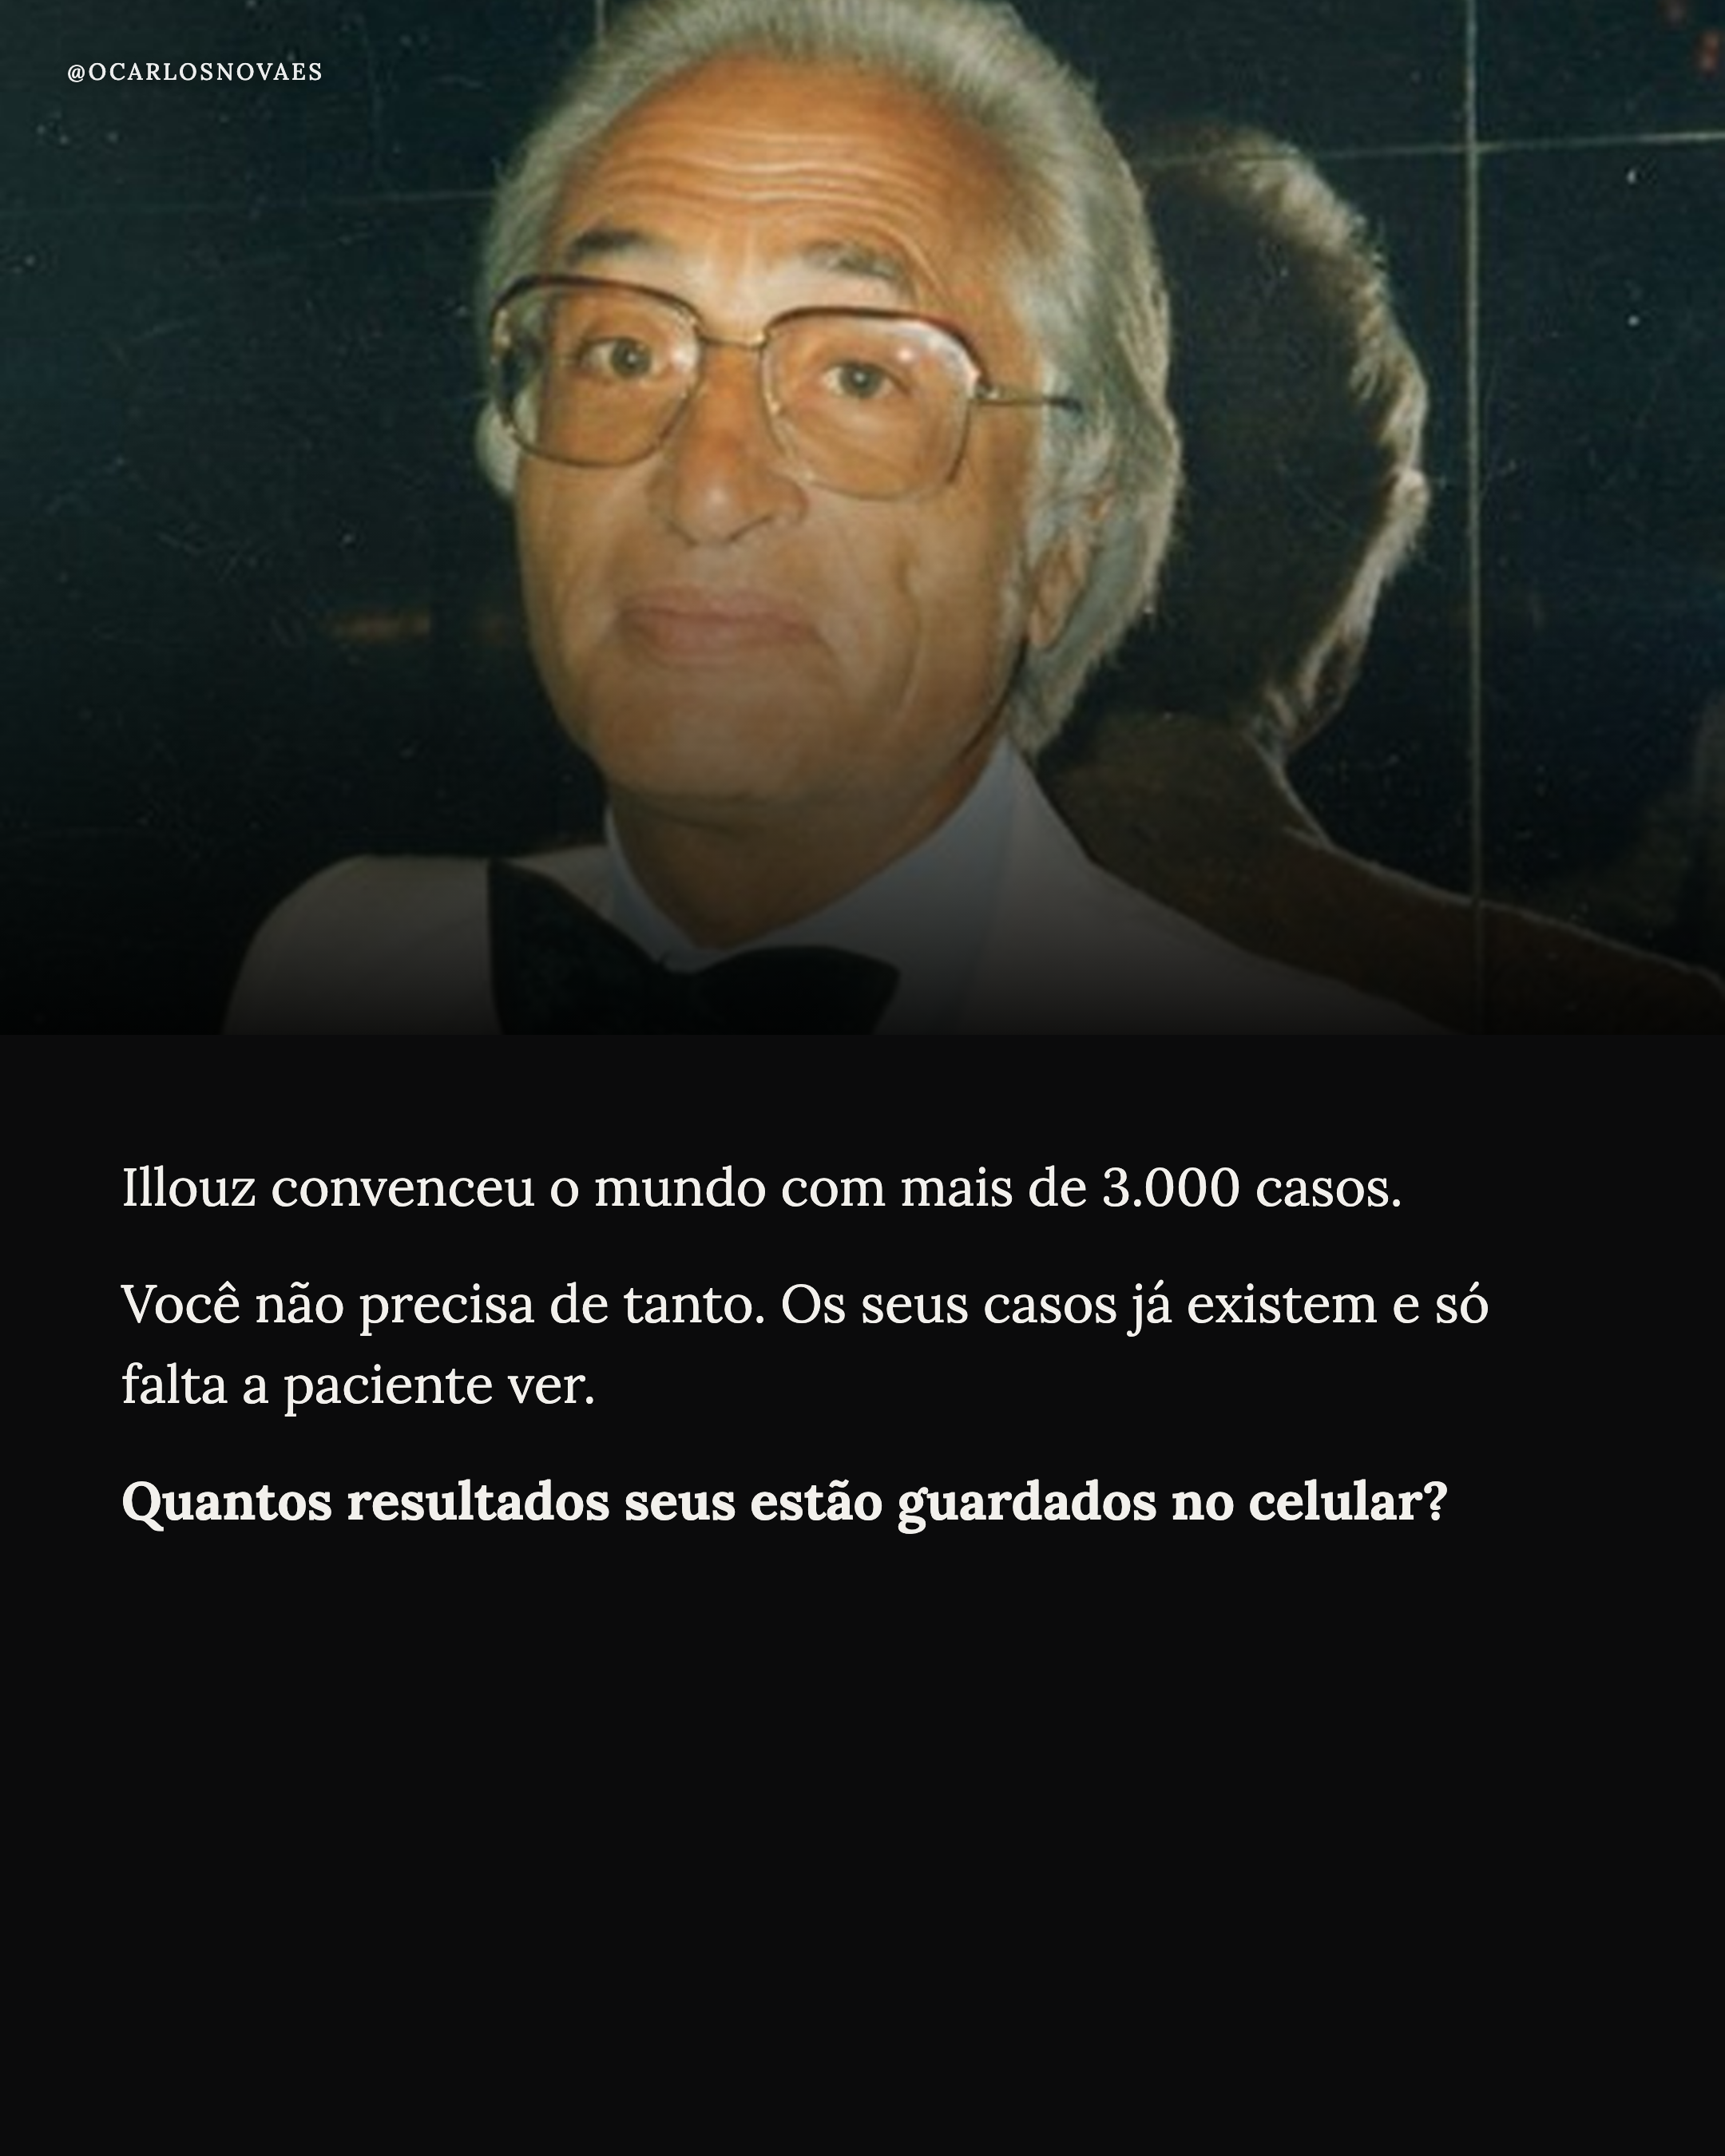 @OCARLOSNOVAES
Illouz convenceu o mundo com mais de 3.000 casos.
Você não precisa de tanto. Os seus casos já existem e só
falta a paciente ver.
Quantos resultados seus estão guardados no celular?